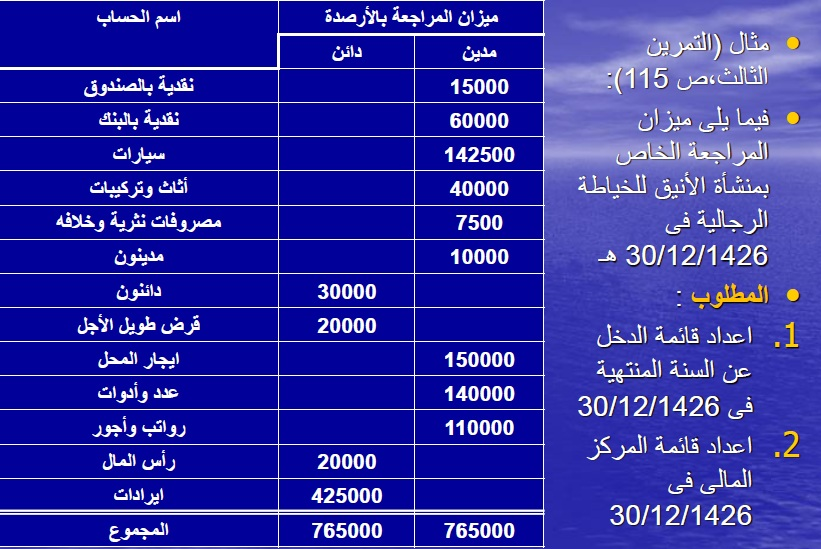 مثال (التمرين
الثالث،ص 115):
فيما يلى ميزان
المراجعة الخاص
بمنشأة الأنيق للخياطة
الرجالية فى
30/12/1426 هـ
المطلوب :
1. اعداد قائمة الدخل
عن السنة المنتهية
فى 30/12/1426
2. اعداد قائمة المركز
المالى فى
30/12/1426
ميزان المراجعة بالأرصدة اسم الحساب
مدين دائن
15000 نقدية بالصندوق
60000 نقدية بالبنك
142500 سيارات
40000 أثاث وتركيبات
7500 مصروفات نثرية وخلافه
10000 مدينون
30000 دائنون
20000 قرض طويل الأجل
150000 ايجار المحل
140000 عدد وأدوات
110000 رواتب وأجور
20000 رأس المال
425000 ايرادات
765000 765000 المجموع